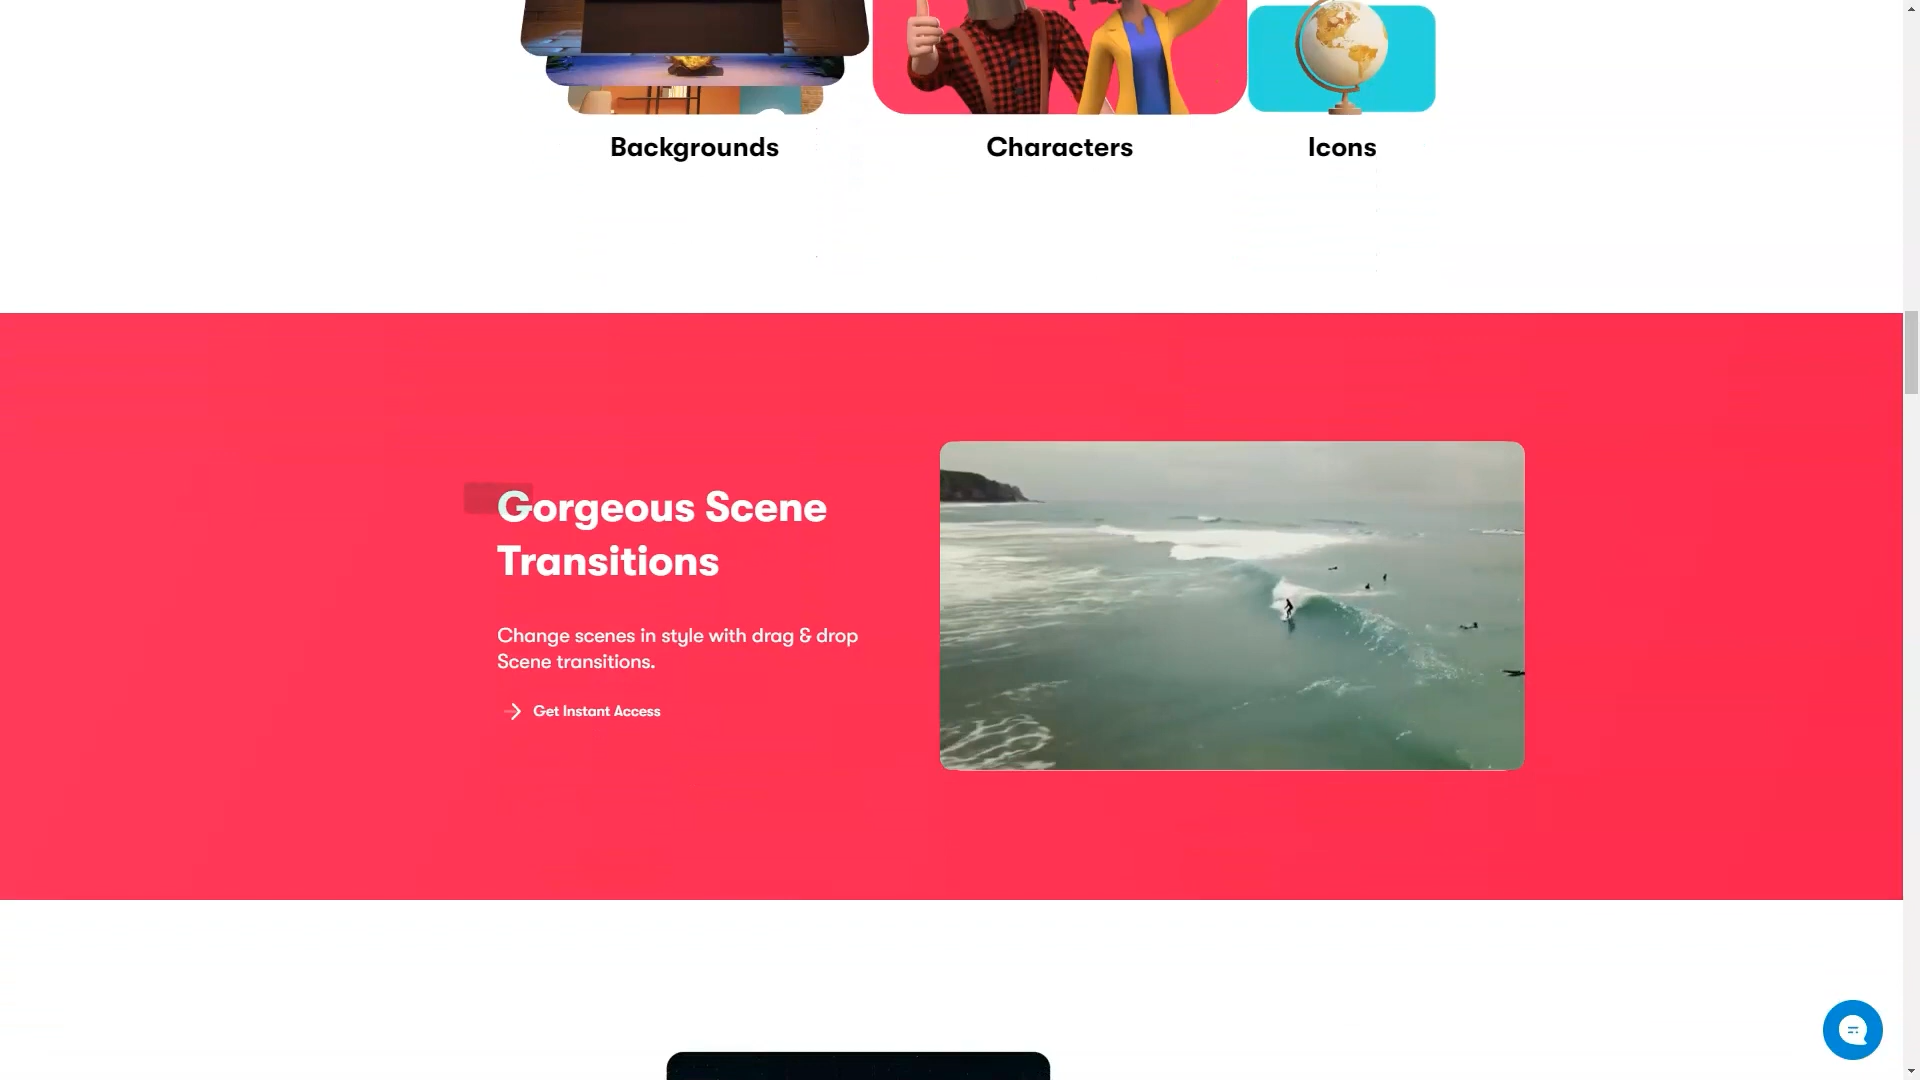 Backgrounds
Characters
Icons
Gorgeous Scene
Transitions
Change scenes in style with drag & drop
Scene transitions.
Get Instant Access